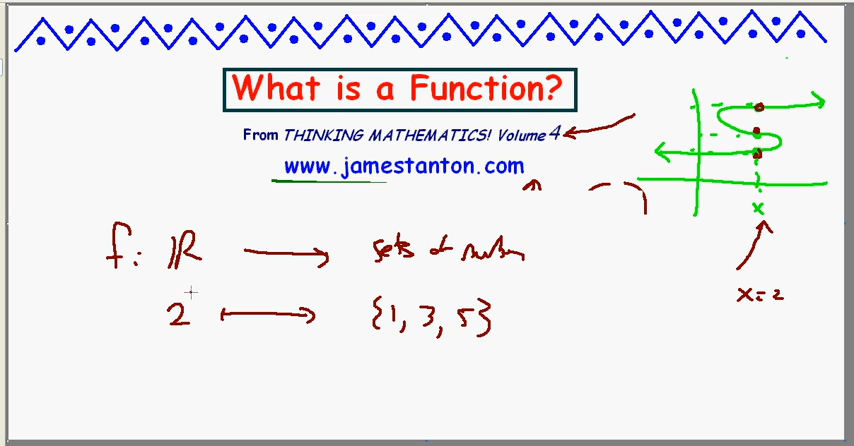 What is a Function?
From THINKING MATHEMATICS! Volume 4
www.jamestanton.com
x
f: ℝ → sets of numbers
x = 2
2 ↦ {1, 3, 5}